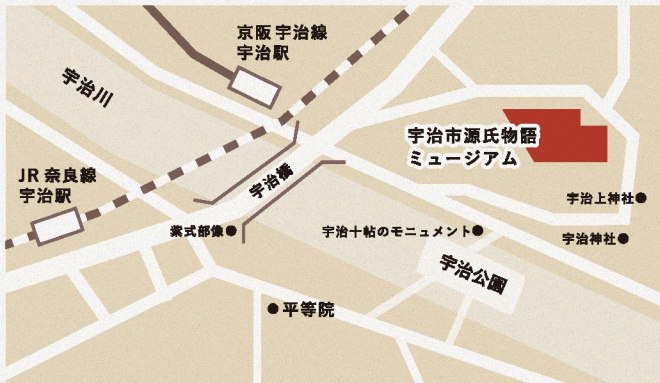 京阪 宇治線
宇治駅
宇治川
宇治市源氏物語
ミュージアム
JR 奈良線
宇治駅
宇治橋
宇治上神社
紫式部像
宇治十帖のモニュメント
宇治神社
宇治公園
平等院